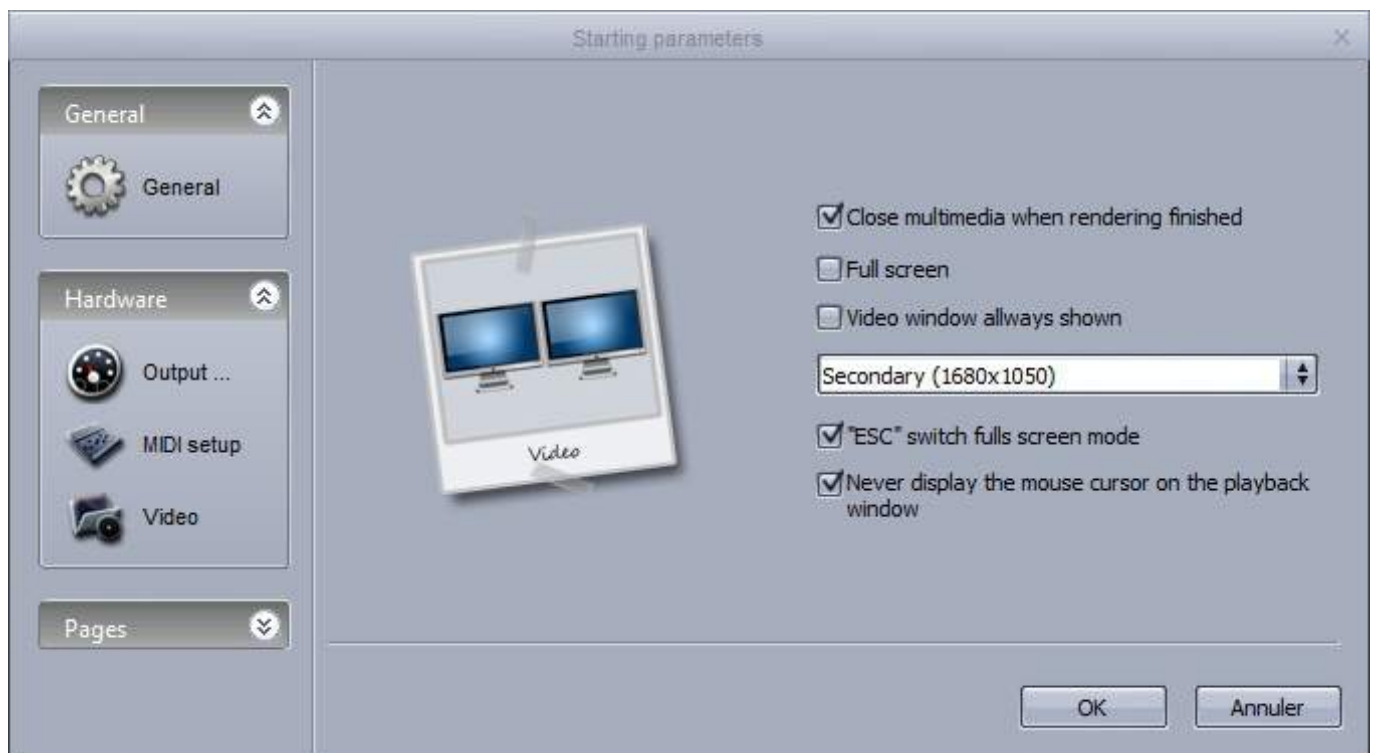 Starting parameters
General
General
Hardware
Output ...
MIDI setup
Video
Pages
Video
Close multimedia when rendering finished
Full screen
Video window allways shown
Secondary (1680x1050)
"ESC" switch fulls screen mode
Never display the mouse cursor on the playback
window
OK
Annuler